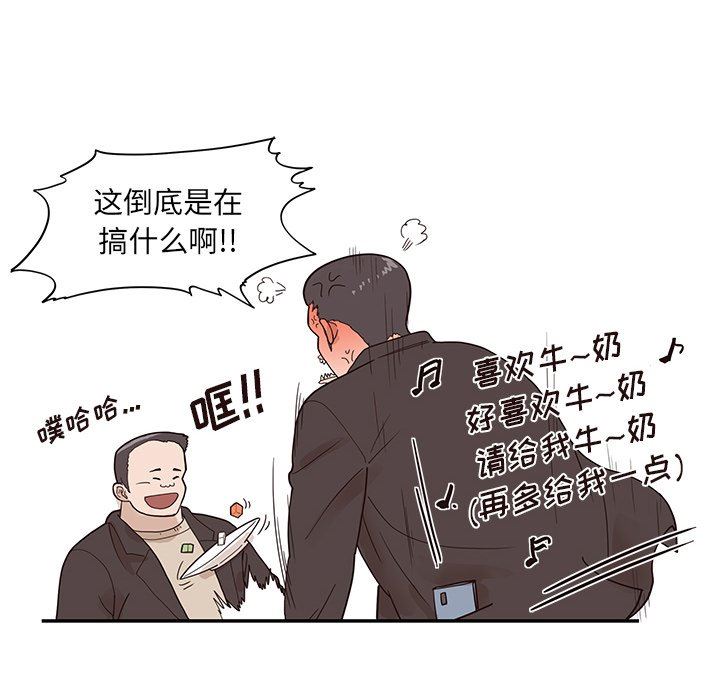 这倒底是在
搞什么啊!!
噗哈哈...
哐!!
喜欢牛~奶
好喜欢牛~奶
请给我牛~奶
(再多给我一点)